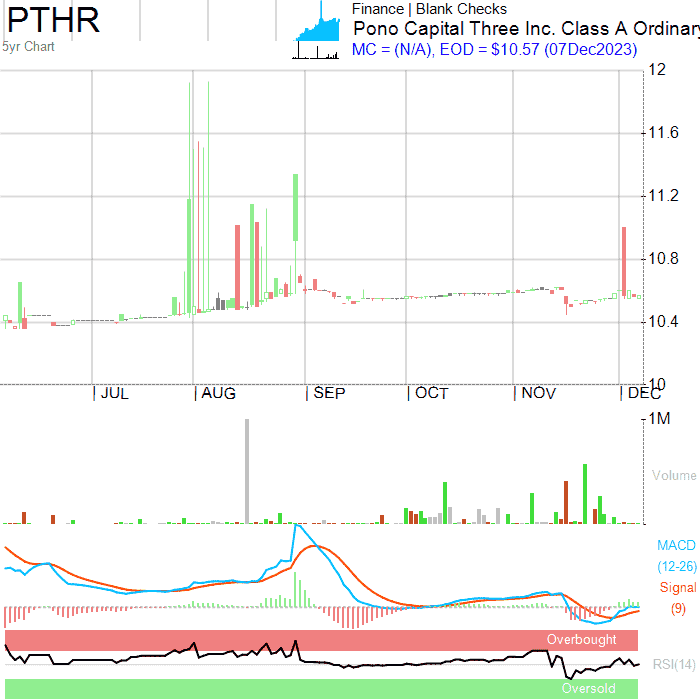 PTHR
5yr Chart
Finance | Blank Checks
Pono Capital Three Inc. Class A Ordinary
MC = (N/A), EOD = $10.57 (07Dec2023)
12
11.6
11.2
10.8
10.4
10
JUL AUG SEP OCT NOV DEC
1M
Volume
MACD
(12-26)
Signal
(9)
Overbought
RSI(14)
Oversold